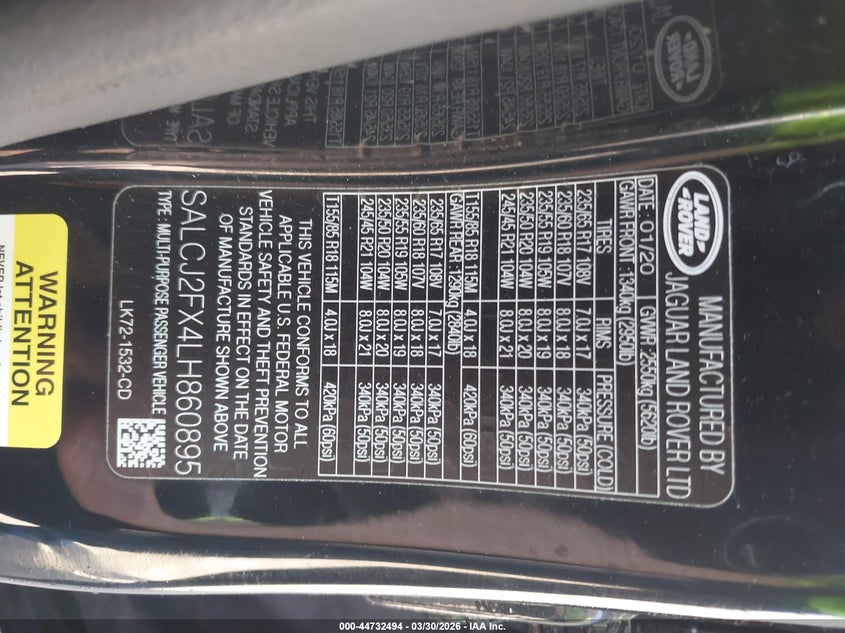 LAND
ROVER
MANUFACTURED BY
JAGUAR LAND ROVER LTD
DATE: 01/20 GVWR: 2550kg (5620lb)
GAWR FRONT: 1340kg (2950lb)
TIRES RIMS PRESSURE (COLD)
235/65 R17 108V 7.0J x 17 340kPa (50psi)
235/60 R18 107V 8.0J x 18 340kPa (50psi)
235/55 R19 105W 8.0J x 19 340kPa (50psi)
235/50 R20 104W 8.0J x 20 340kPa (50psi)
245/45 R21 104W 8.0J x 21 340kPa (50psi)
T155/85 R18 115M 4.0J x 18 420kPa (60psi)
GAWR REAR: 1290kg (2840lb)
235/65 R17 108V 7.0J x 17 340kPa (50psi)
235/60 R18 107V 8.0J x 18 340kPa (50psi)
235/55 R19 105W 8.0J x 19 340kPa (50psi)
235/50 R20 104W 8.0J x 20 340kPa (50psi)
245/45 R21 104W 8.0J x 21 340kPa (50psi)
T155/85 R18 115M 4.0J x 18 420kPa (60psi)
THIS VEHICLE CONFORMS TO ALL
APPLICABLE U.S. FEDERAL MOTOR
VEHICLE SAFETY AND THEFT PREVENTION
STANDARDS IN EFFECT ON THE DATE
OF MANUFACTURE SHOWN ABOVE
SALCJ2FX4LH860895
TYPE: MULTI-PURPOSE PASSENGER VEHICLE
LK72-1532-CD
WARNING
ATTENTION
000-44732494 - 03/30/2026 - IAA Inc.